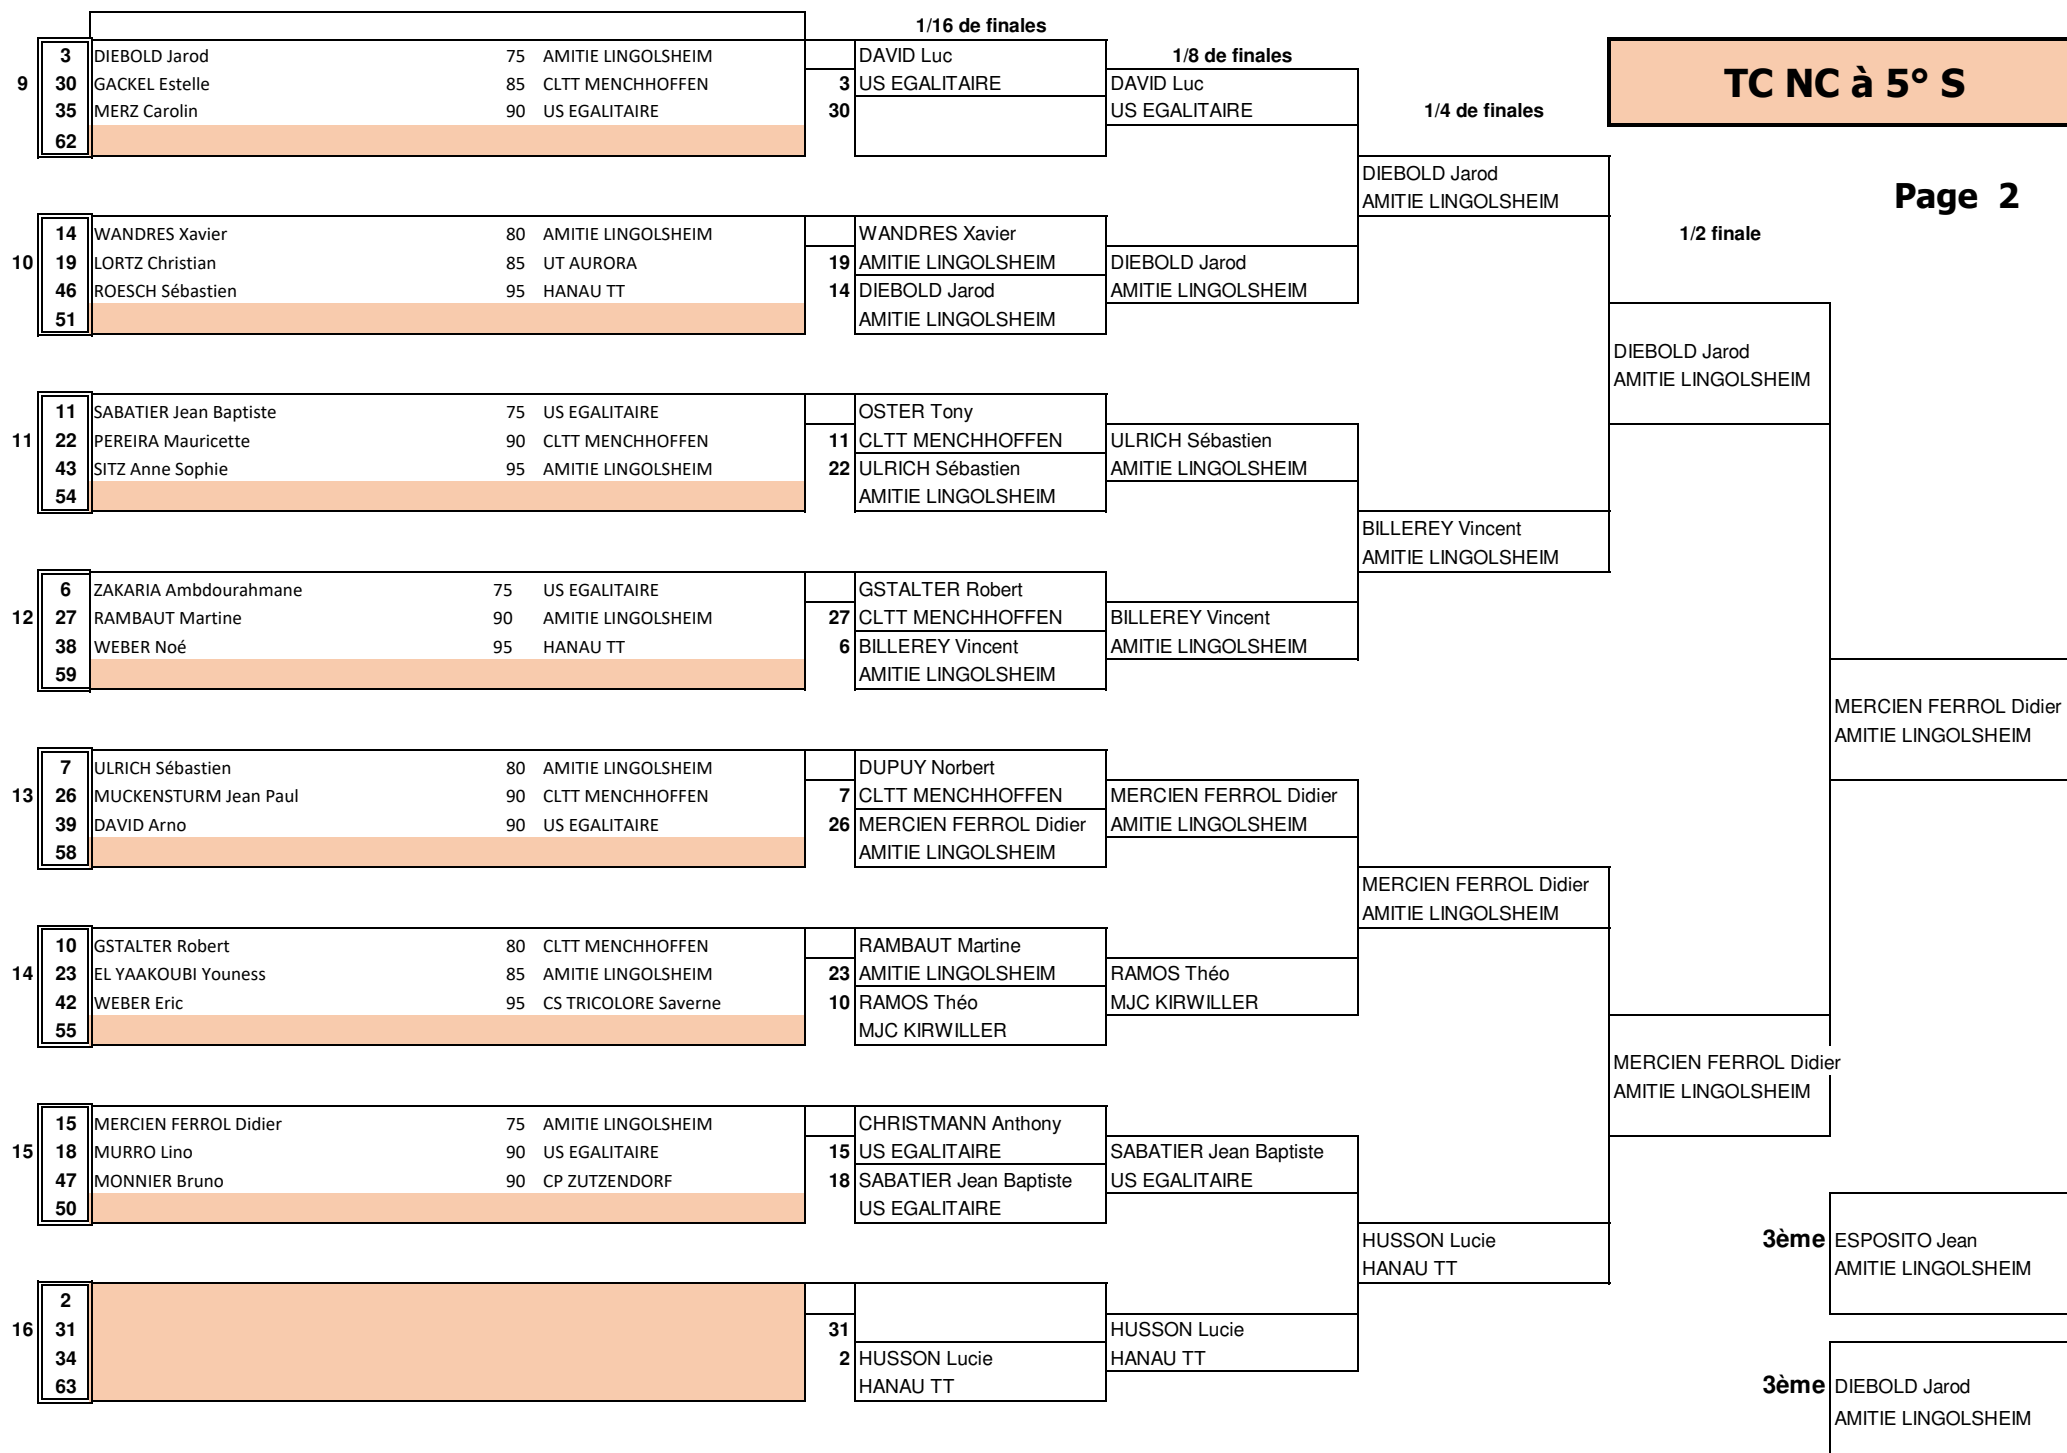 1/16 de finales
3 DIEBOLD Jarod 75 AMITIE LINGOLSHEIM DAVID Luc 1/8 de finales
9 30 GACKEL Estelle 85 CLTT MENCHHOFFEN 3 US EGALITAIRE DAVID Luc TC NC à 5° S
35 MERZ Carolin 90 US EGALITAIRE 30 US EGALITAIRE 1/4 de finales
62
DIEBOLD Jarod
AMITIE LINGOLSHEIM Page 2
14 WANDRES Xavier 80 AMITIE LINGOLSHEIM WANDRES Xavier 1/2 finale
10 19 LORTZ Christian 85 UT AURORA 19 AMITIE LINGOLSHEIM DIEBOLD Jarod
46 ROESCH Sébastien 95 HANAU TT 14 DIEBOLD Jarod AMITIE LINGOLSHEIM
51 AMITIE LINGOLSHEIM
DIEBOLD Jarod
AMITIE LINGOLSHEIM
11 SABATIER Jean Baptiste 75 US EGALITAIRE OSTER Tony
11 22 PEREIRA Mauricette 90 CLTT MENCHHOFFEN 11 CLTT MENCHHOFFEN ULRICH Sébastien
43 SITZ Anne Sophie 95 AMITIE LINGOLSHEIM 22 ULRICH Sébastien AMITIE LINGOLSHEIM
54 AMITIE LINGOLSHEIM
BILLEREY Vincent
AMITIE LINGOLSHEIM
6 ZAKARIA Ambdourahmane 75 US EGALITAIRE GSTALTER Robert
12 27 RAMBAUT Martine 90 AMITIE LINGOLSHEIM 27 CLTT MENCHHOFFEN BILLEREY Vincent
38 WEBER Noé 95 HANAU TT 6 BILLEREY Vincent AMITIE LINGOLSHEIM
59 AMITIE LINGOLSHEIM
MERCIEN FERROL Didier
AMITIE LINGOLSHEIM
7 ULRICH Sébastien 80 AMITIE LINGOLSHEIM DUPUY Norbert
13 26 MUCKENSTURM Jean Paul 90 CLTT MENCHHOFFEN 7 CLTT MENCHHOFFEN MERCIEN FERROL Didier
39 DAVID Arno 90 US EGALITAIRE 26 MERCIEN FERROL Didier AMITIE LINGOLSHEIM
58 AMITIE LINGOLSHEIM
MERCIEN FERROL Didier
AMITIE LINGOLSHEIM
10 GSTALTER Robert 80 CLTT MENCHHOFFEN RAMBAUT Martine
14 23 EL YAAKOUBI Youness 85 AMITIE LINGOLSHEIM 23 AMITIE LINGOLSHEIM RAMOS Théo
42 WEBER Eric 95 CS TRICOLORE Saverne 10 RAMOS Théo MJC KIRWILLER
55 MJC KIRWILLER
MERCIEN FERROL Didier
AMITIE LINGOLSHEIM
15 MERCIEN FERROL Didier 75 AMITIE LINGOLSHEIM CHRISTMANN Anthony
15 18 MURRO Lino 90 US EGALITAIRE 15 US EGALITAIRE SABATIER Jean Baptiste
47 MONNIER Bruno 90 CP ZUTZENDORF 18 SABATIER Jean Baptiste US EGALITAIRE
50 US EGALITAIRE
HUSSON Lucie 3ème ESPOSITO Jean
HANAU TT AMITIE LINGOLSHEIM
2
16 31 31 HUSSON Lucie
34 2 HUSSON Lucie HANAU TT
63 HANAU TT 3ème DIEBOLD Jarod
AMITIE LINGOLSHEIM